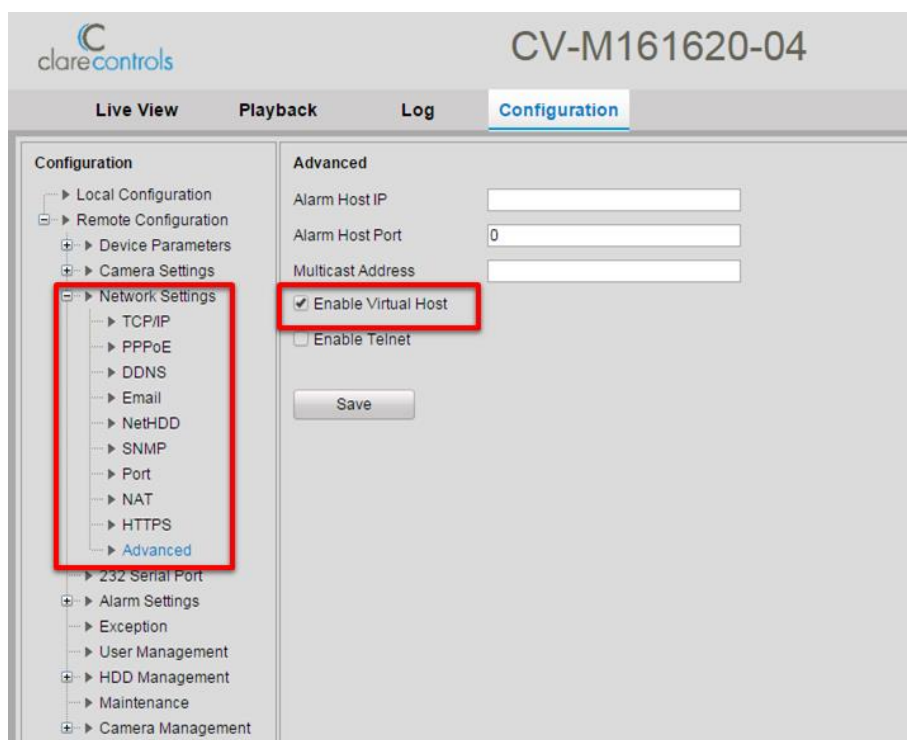 clarecontrols
CV-M161620-04
Live View Playback Log Configuration
Configuration
Local Configuration
Remote Configuration
Device Parameters
Camera Settings
Network Settings
TCP/IP
PPPoE
DDNS
Email
NetHDD
SNMP
Port
NAT
HTTPS
Advanced
232 Serial Port
Alarm Settings
Exception
User Management
HDD Management
Maintenance
Camera Management
Advanced
Alarm Host IP
Alarm Host Port 0
Multicast Address
Enable Virtual Host
Enable Telnet
Save